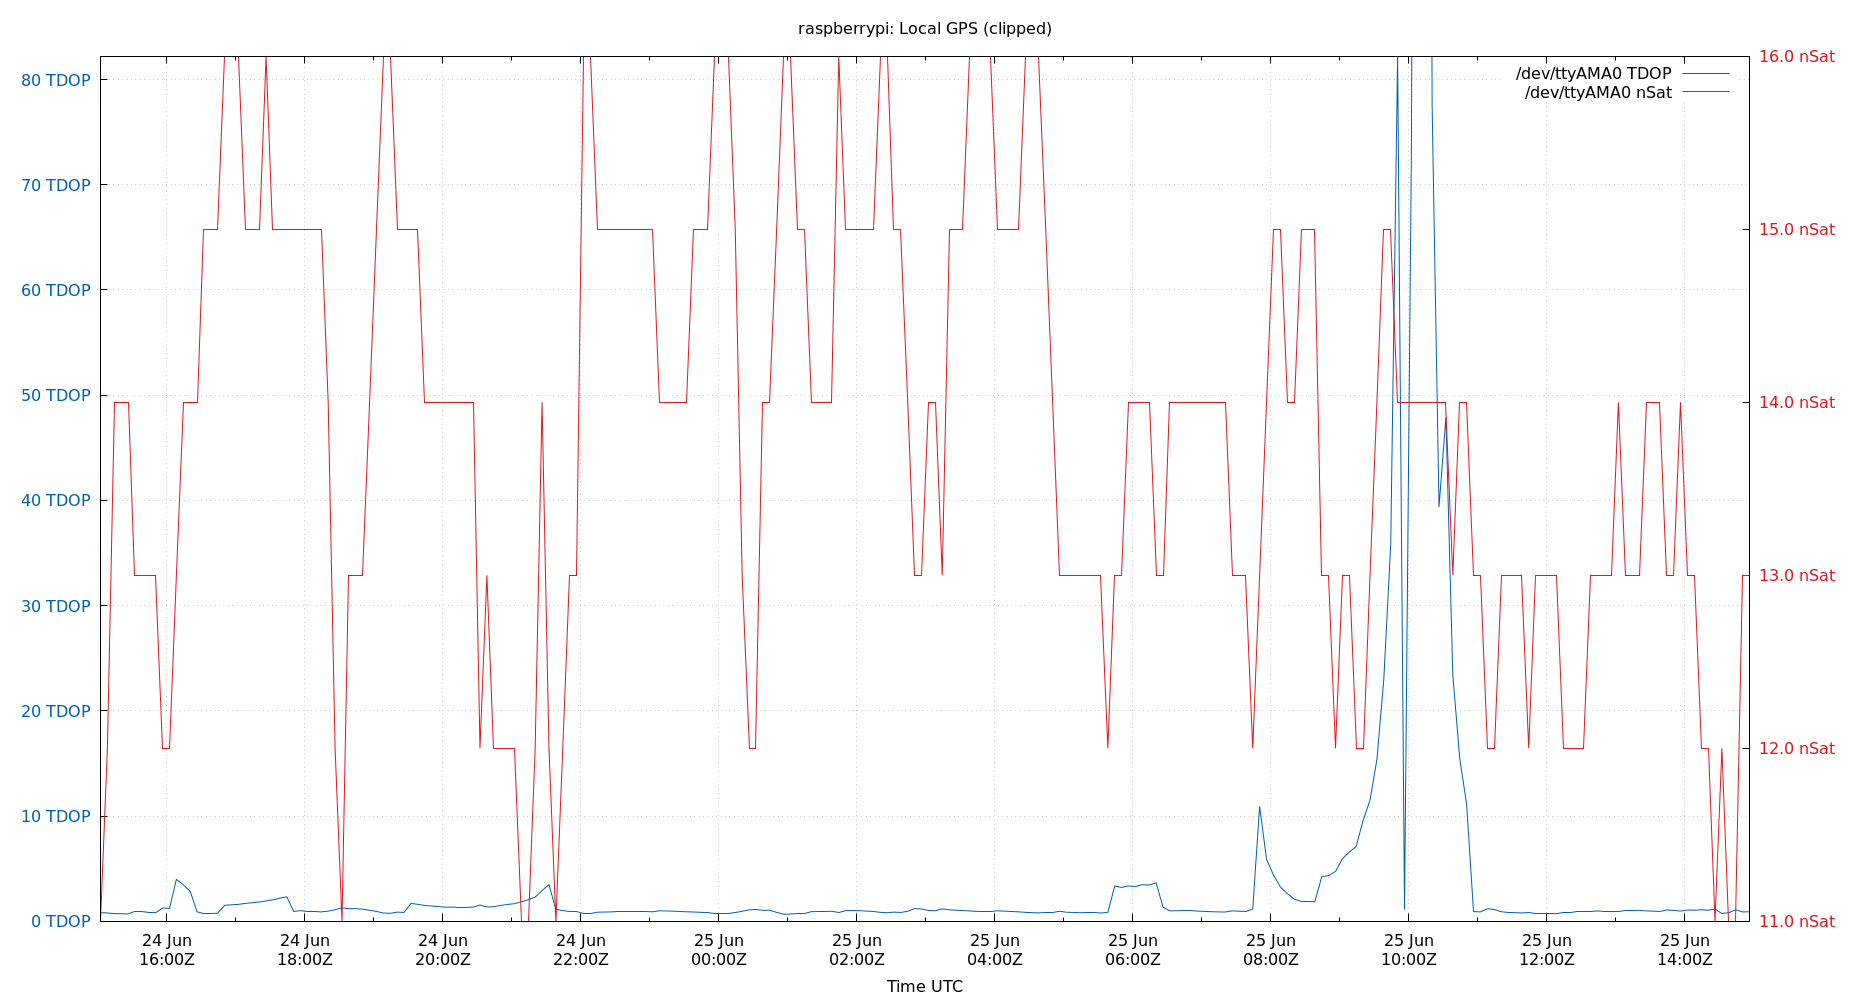 raspberrypi: Local GPS (clipped)
/dev/ttyAMA0 TDOP
/dev/ttyAMA0 nSat
80 TDOP
70 TDOP
60 TDOP
50 TDOP
40 TDOP
30 TDOP
20 TDOP
10 TDOP
0 TDOP
16.0 nSat
15.0 nSat
14.0 nSat
13.0 nSat
12.0 nSat
11.0 nSat
24 Jun
16:00Z
24 Jun
18:00Z
24 Jun
20:00Z
24 Jun
22:00Z
25 Jun
00:00Z
25 Jun
02:00Z
25 Jun
04:00Z
25 Jun
06:00Z
25 Jun
08:00Z
25 Jun
10:00Z
25 Jun
12:00Z
25 Jun
14:00Z
Time UTC